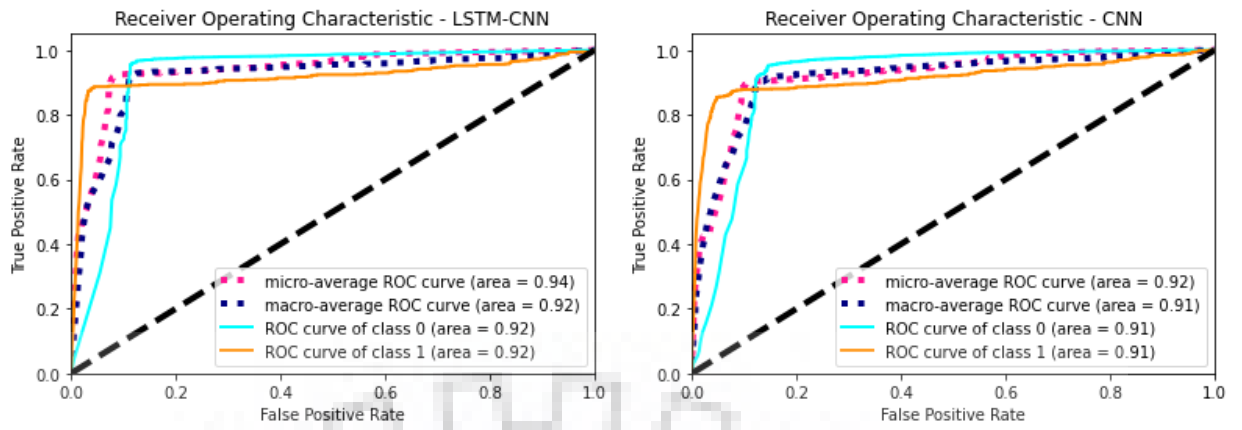 Receiver Operating Characteristic - LSTM-CNN
1.0
0.8
0.6
0.4
0.2
0.0
True Positive Rate
micro-average ROC curve (area = 0.94)
macro-average ROC curve (area = 0.92)
ROC curve of class 0 (area = 0.92)
ROC curve of class 1 (area = 0.92)
0.0 0.2 0.4 0.6 0.8 1.0
False Positive Rate
Receiver Operating Characteristic - CNN
1.0
0.8
0.6
0.4
0.2
0.0
True Positive Rate
micro-average ROC curve (area = 0.92)
macro-average ROC curve (area = 0.91)
ROC curve of class 0 (area = 0.91)
ROC curve of class 1 (area = 0.91)
0.0 0.2 0.4 0.6 0.8 1.0
False Positive Rate